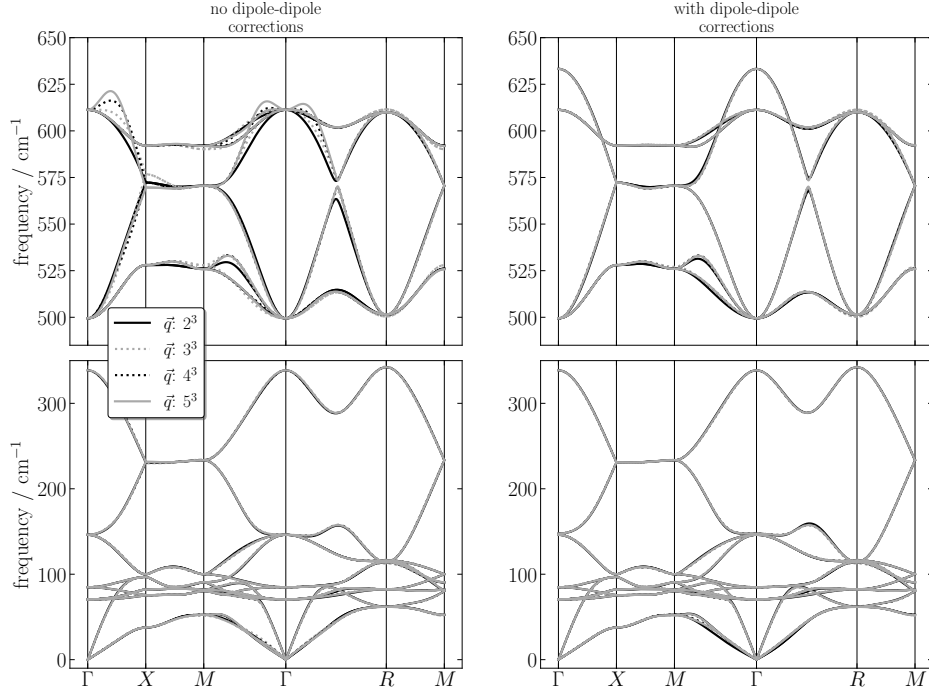 no dipole-dipole
corrections
with dipole-dipole
corrections
650
625
600
575
550
525
500
frequency / cm⁻¹
q⃗: 2³
q⃗: 3³
q⃗: 4³
q⃗: 5³
300
200
100
0
frequency / cm⁻¹
Γ X M Γ R M
650
625
600
575
550
525
500
300
200
100
0
Γ X M Γ R M